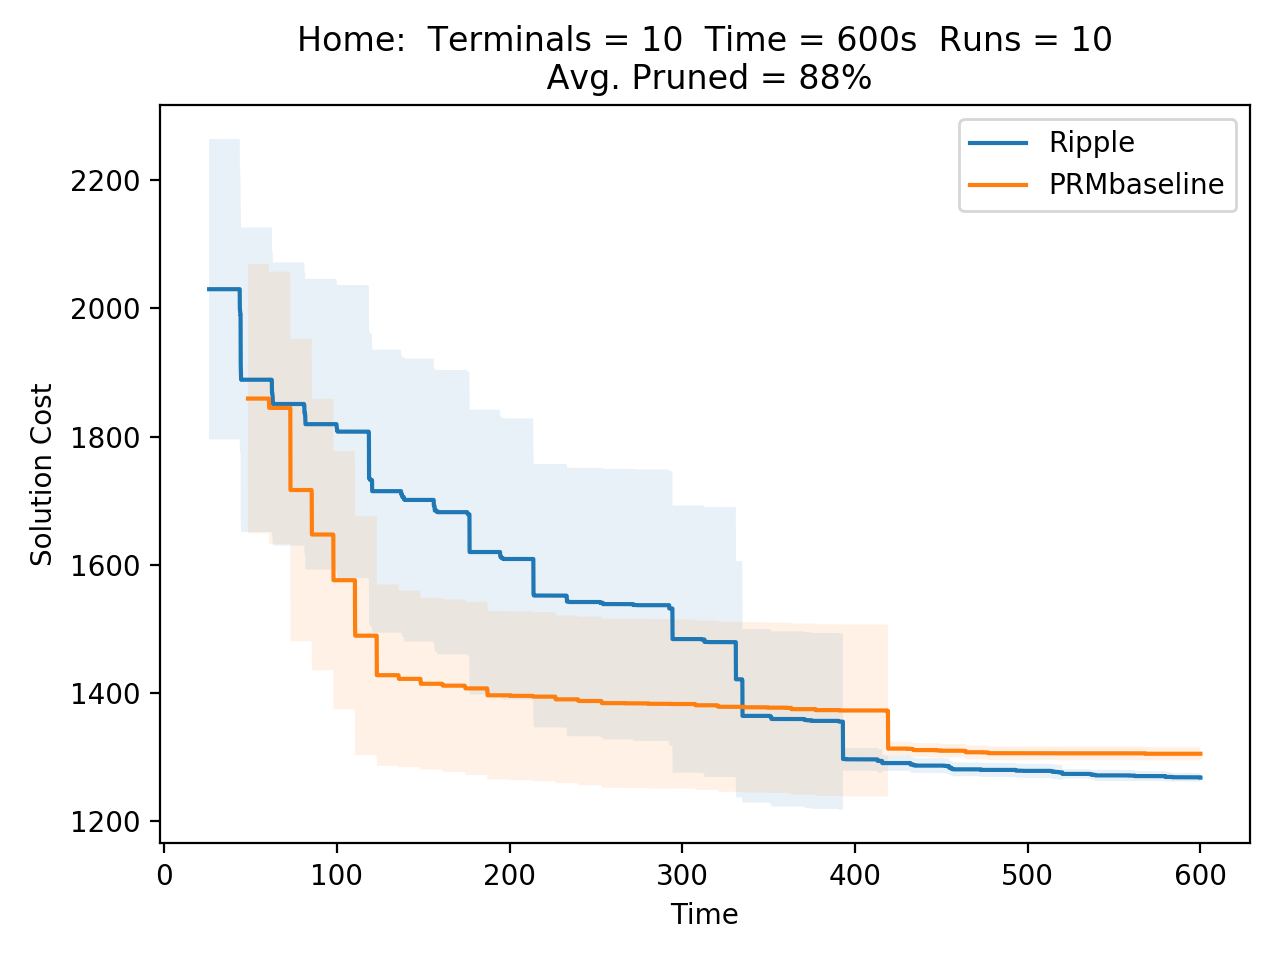 Home:  Terminals = 10  Time = 600s  Runs = 10
Avg. Pruned = 88%
Ripple
PRMbaseline
Solution Cost
2200
2000
1800
1600
1400
1200
0 100 200 300 400 500 600
Time